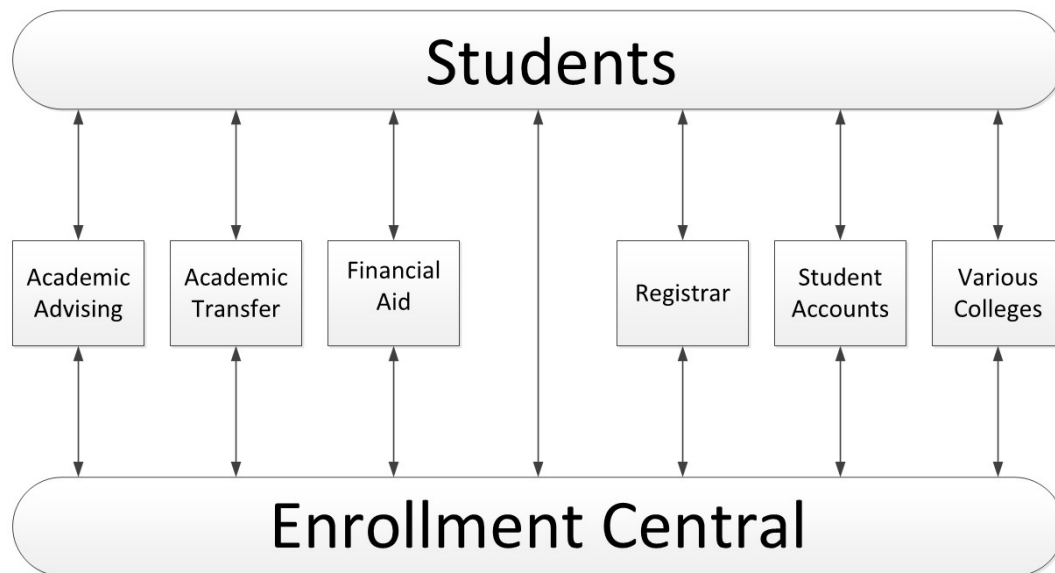 Students
Academic
Advising
Academic
Transfer
Financial
Aid
Registrar
Student
Accounts
Various
Colleges
Enrollment Central